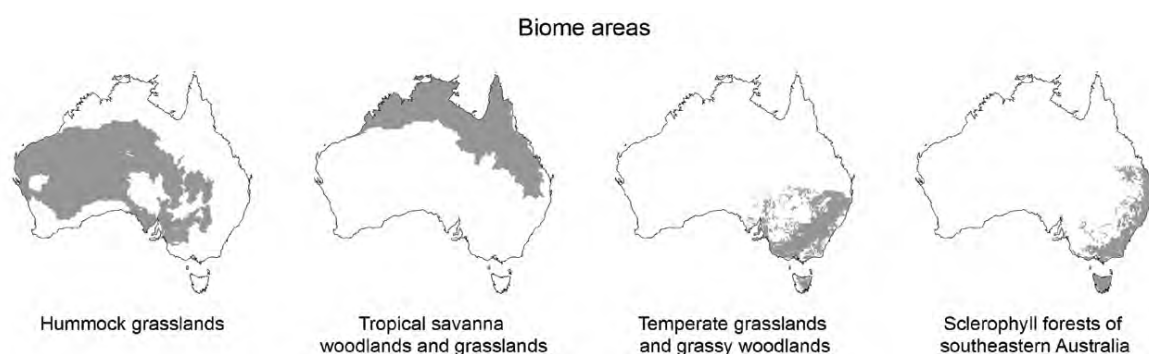 Biome areas
Hummock grasslands
Tropical savanna
woodlands and grasslands
Temperate grasslands
and grassy woodlands
Sclerophyll forests of
southeastern Australia